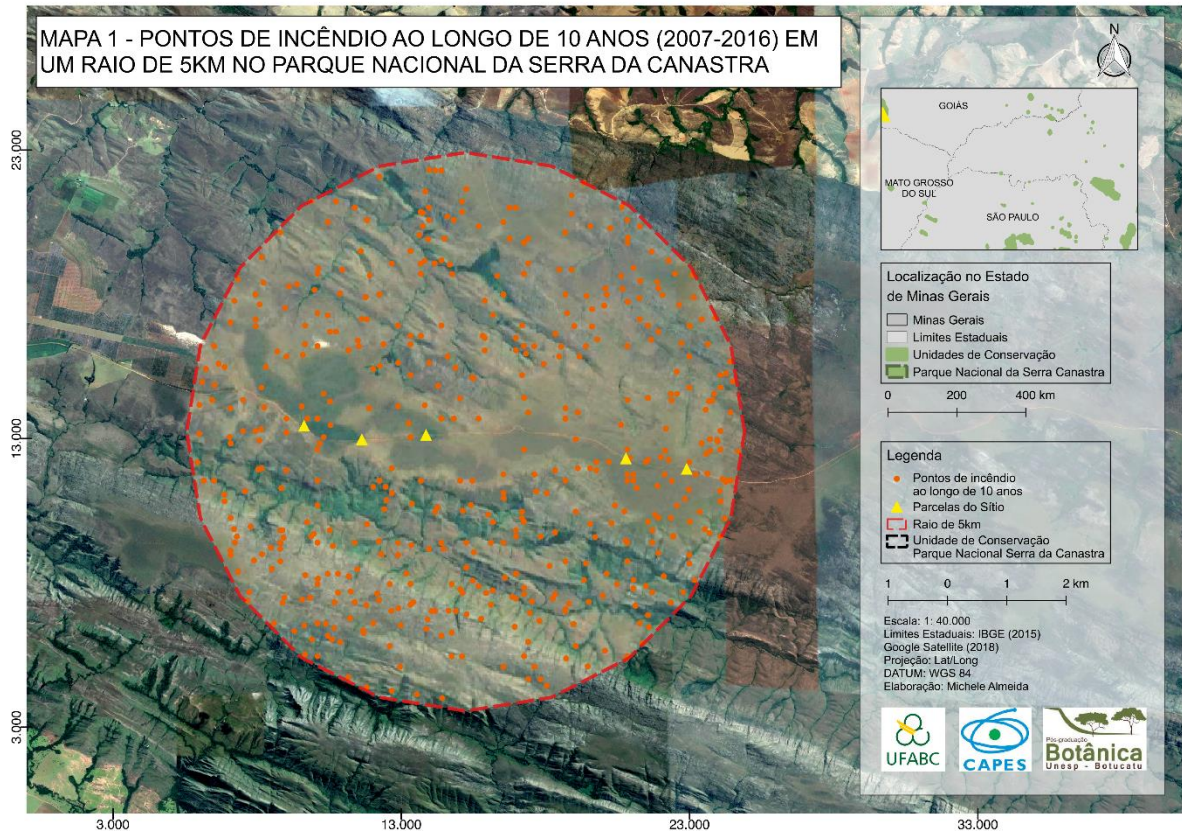 MAPA 1 - PONTOS DE INCÊNDIO AO LONGO DE 10 ANOS (2007-2016) EM
UM RAIO DE 5KM NO PARQUE NACIONAL DA SERRA DA CANASTRA
N
GOIÁS
MATO GROSSO
DO SUL
SÃO PAULO
Localização no Estado
de Minas Gerais
Minas Gerais
Limites Estaduais
Unidades de Conservação
Parque Nacional da Serra Canastra
0 200 400 km
Legenda
Pontos de incêndio
ao longo de 10 anos
Parcelas do Sítio
Raio de 5km
Unidade de Conservação
Parque Nacional Serra da Canastra
1 0 1 2 km
Escala: 1: 40.000
Limites Estaduais: IBGE (2015)
Google Satellite (2018)
Projeção: Lat/Long
DATUM: WGS 84
Elaboração: Michele Almeida
UFABC
CAPES
Pós-graduação
Botânica
Unesp - Botucatu
23.000
13.000
3.000
3.000 13.000 23.000 33.000